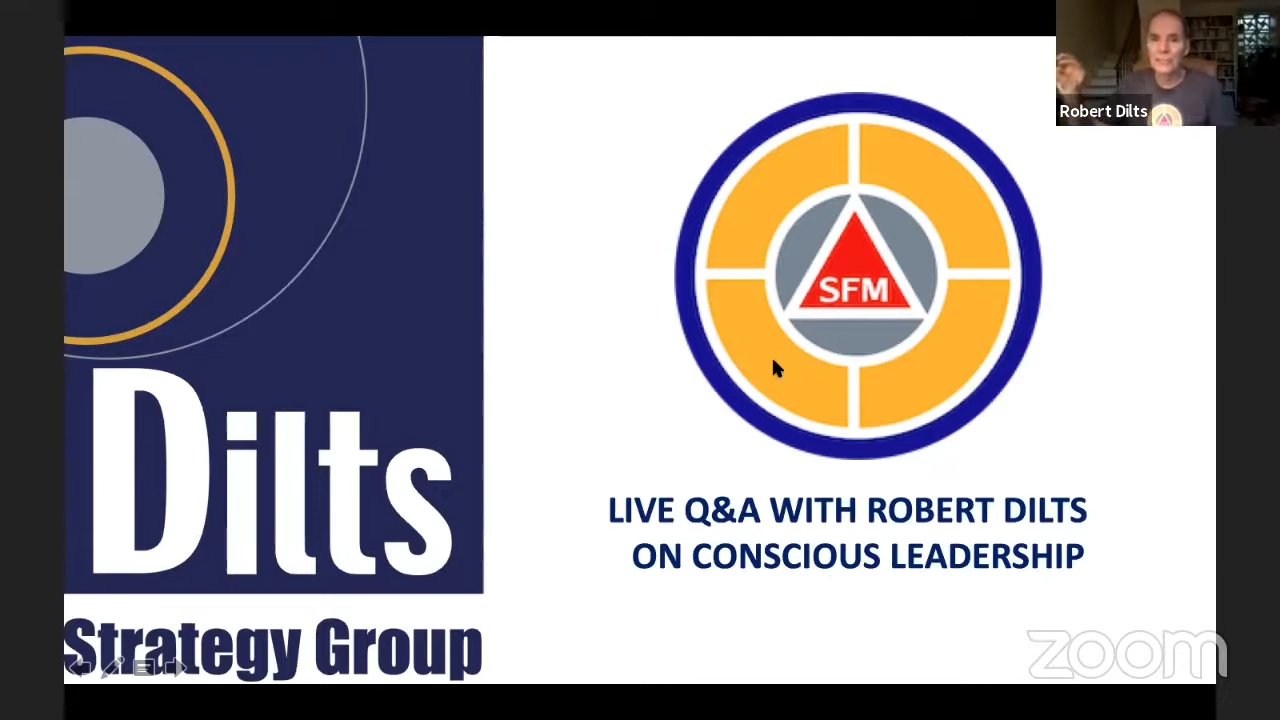 Robert Dilts
SFM
LIVE Q&A WITH ROBERT DILTS
ON CONSCIOUS LEADERSHIP
Dilts
Strategy Group
zoom